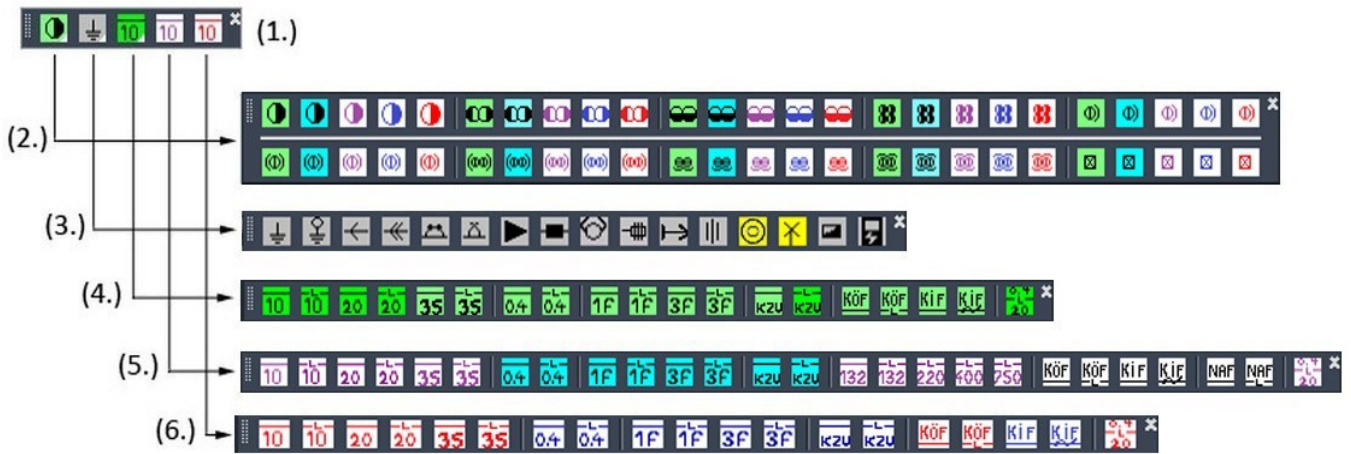 10 10 10 (1.)
(2.)
(3.)
(4.) 10 L 10 20 L 20 35 L 35 0.4 L 0.4 1F L 1F 3F L 3F KZU L KZU KÖF KÖF L KiF KiF L 0.4 L 20
(5.) 10 L 10 20 L 20 35 L 35 0.4 L 0.4 1F L 1F 3F L 3F KZU L KZU 132 L 132 L 220 L 400 L 750 KÖF KÖF L KiF KiF L NAF NAF L 0.4 L 20
(6.) 10 L 10 20 L 20 35 L 35 0.4 L 0.4 1F L 1F 3F L 3F KZU L KZU KÖF KÖF L KiF KiF L 0.4 L 20